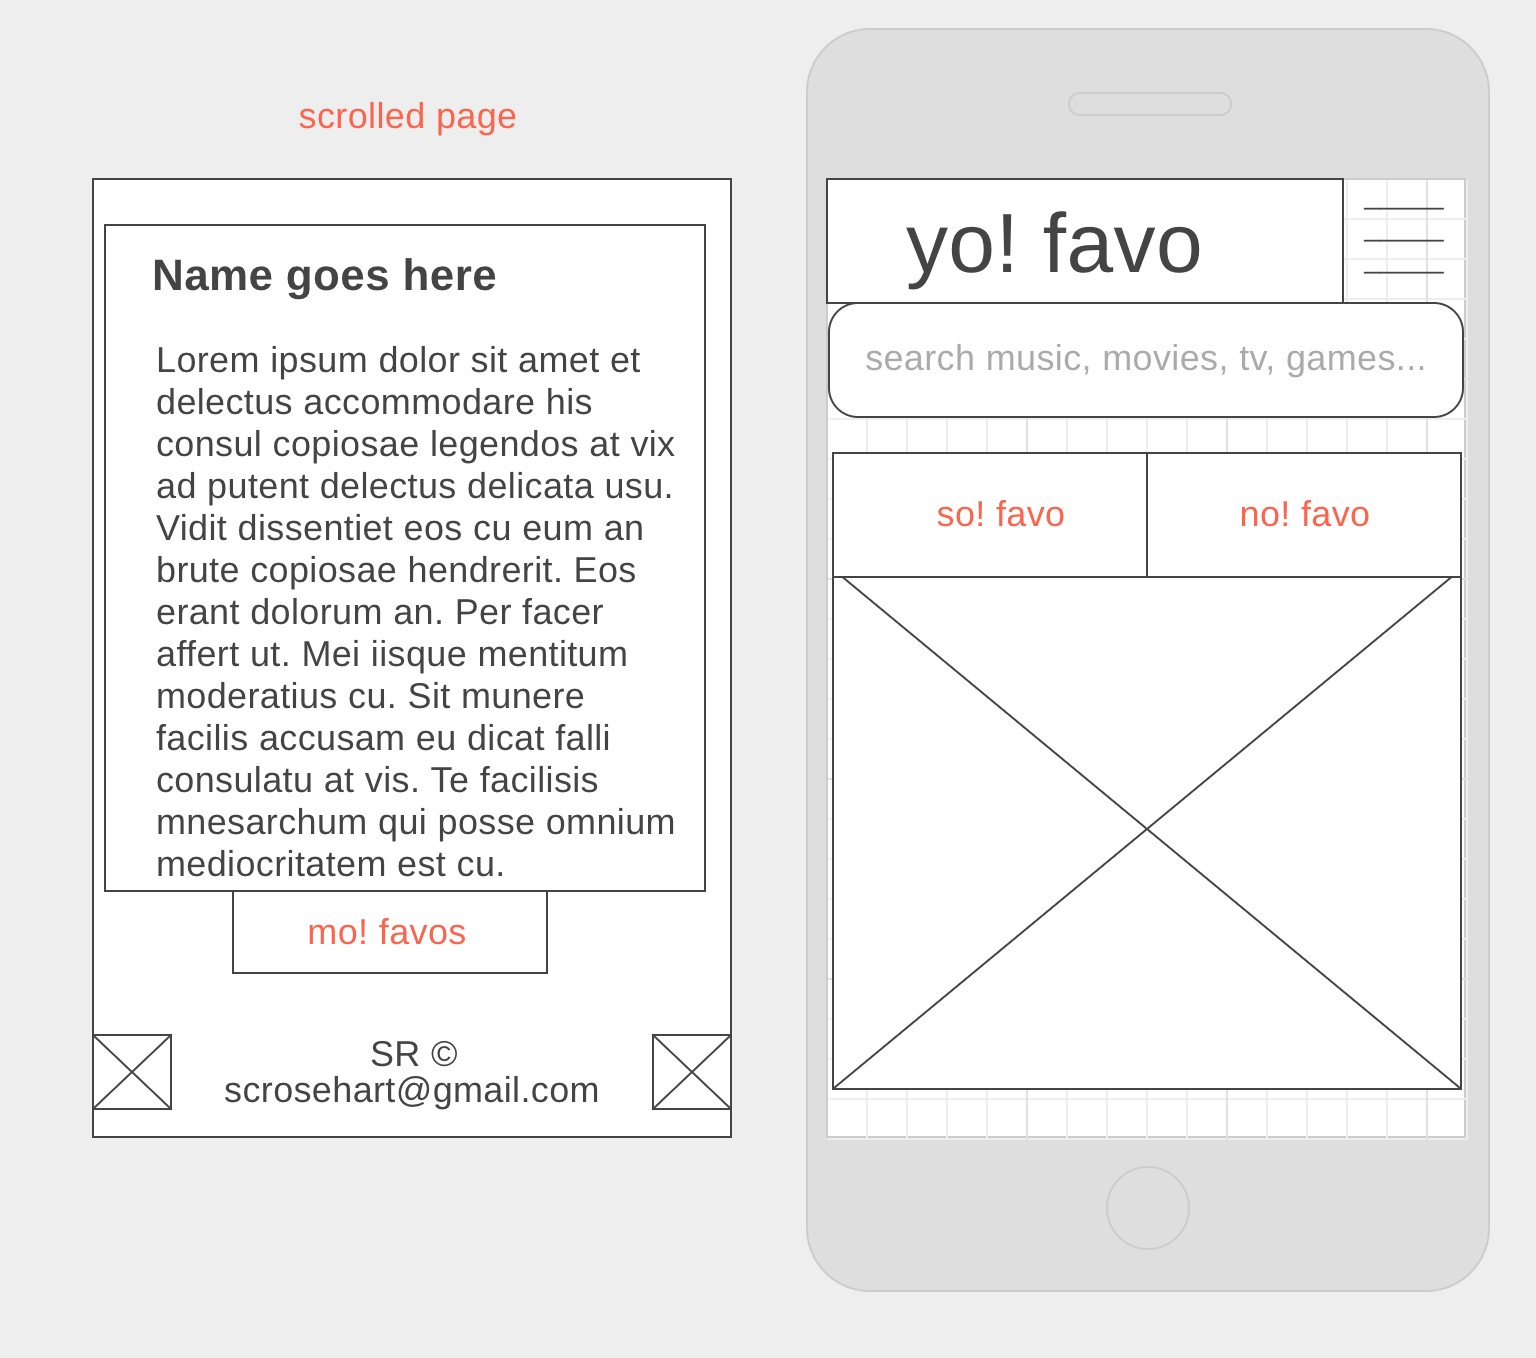 scrolled page
Name goes here
Lorem ipsum dolor sit amet et
delectus accommodare his
consul copiosae legendos at vix
ad putent delectus delicata usu.
Vidit dissentiet eos cu eum an
brute copiosae hendrerit. Eos
erant dolorum an. Per facer
affert ut. Mei iisque mentitum
moderatius cu. Sit munere
facilis accusam eu dicat falli
consulatu at vis. Te facilisis
mnesarchum qui posse omnium
mediocritatem est cu.
mo! favos
SR ©
scrosehart@gmail.com
yo! favo
search music, movies, tv, games...
so! favo
no! favo